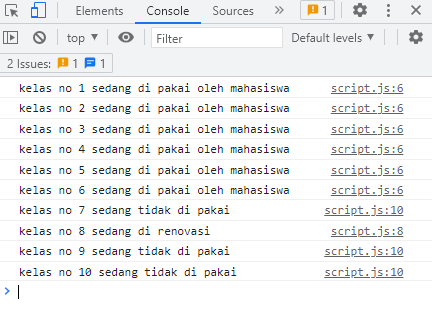 Elements Console Sources » 1
top Filter Default levels
2 Issues: 1 1
kelas no 1 sedang di pakai oleh mahasiswa script.js:6
kelas no 2 sedang di pakai oleh mahasiswa script.js:6
kelas no 3 sedang di pakai oleh mahasiswa script.js:6
kelas no 4 sedang di pakai oleh mahasiswa script.js:6
kelas no 5 sedang di pakai oleh mahasiswa script.js:6
kelas no 6 sedang di pakai oleh mahasiswa script.js:6
kelas no 7 sedang tidak di pakai script.js:10
kelas no 8 sedang di renovasi script.js:8
kelas no 9 sedang tidak di pakai script.js:10
kelas no 10 sedang tidak di pakai script.js:10